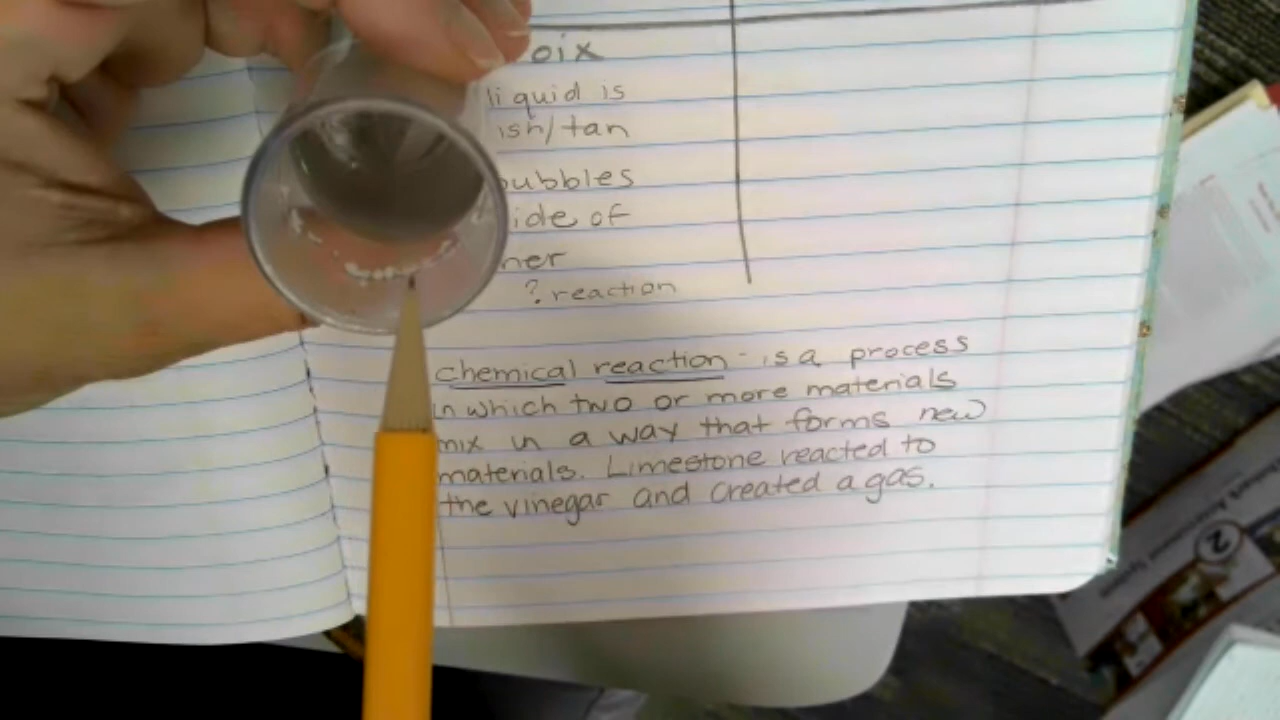 oix
liquid is
ish/tan
bubbles
ide of
ner
? reaction
chemical reaction - is a process
in which two or more materials
mix in a way that forms new
materials. Limestone reacted to
the vinegar and created a gas.
2